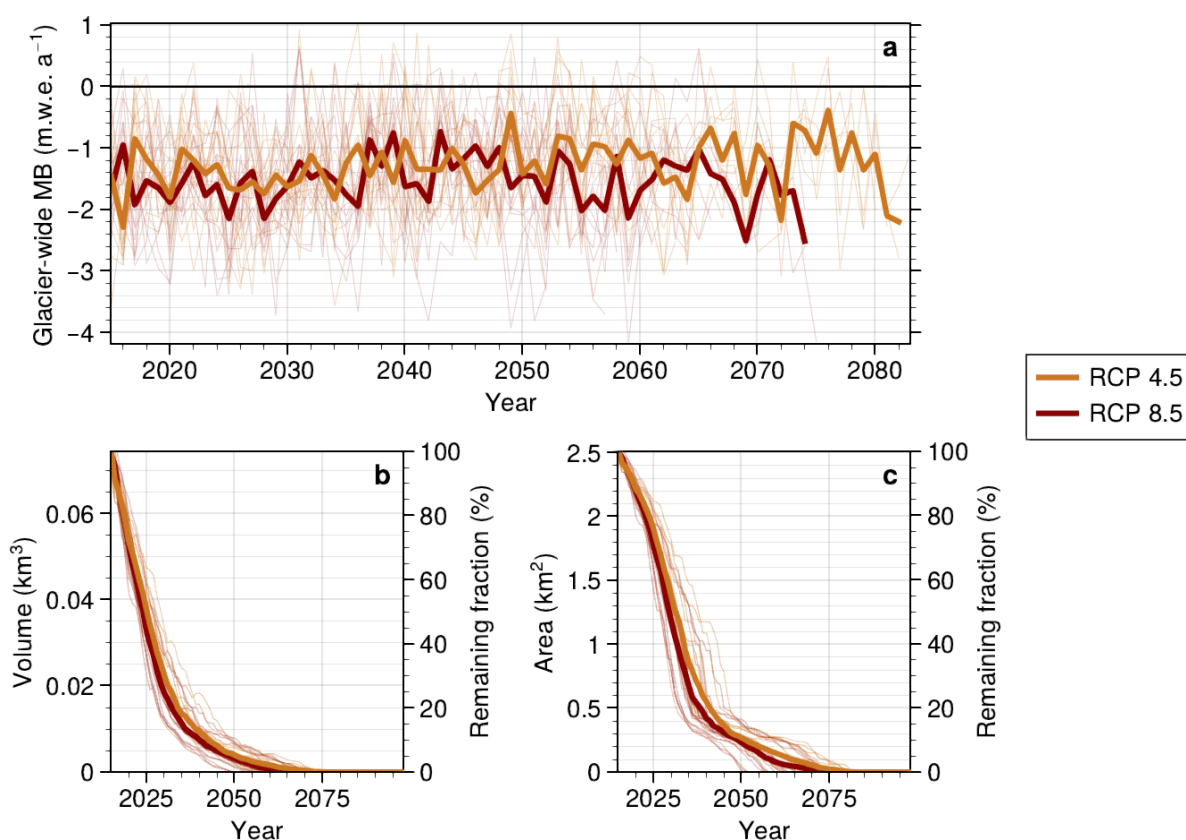 a
Glacier-wide MB (m.w.e. a⁻¹)
1
0
−1
−2
−3
−4
2020 2030 2040 2050 2060 2070 2080
Year
RCP 4.5
RCP 8.5
b
Volume (km³)
0.06
0.04
0.02
0
100
80
60
40
20
0
Remaining fraction (%)
2025 2050 2075
Year
c
Area (km²)
2.5
2
1.5
1
0.5
0
100
80
60
40
20
0
Remaining fraction (%)
2025 2050 2075
Year